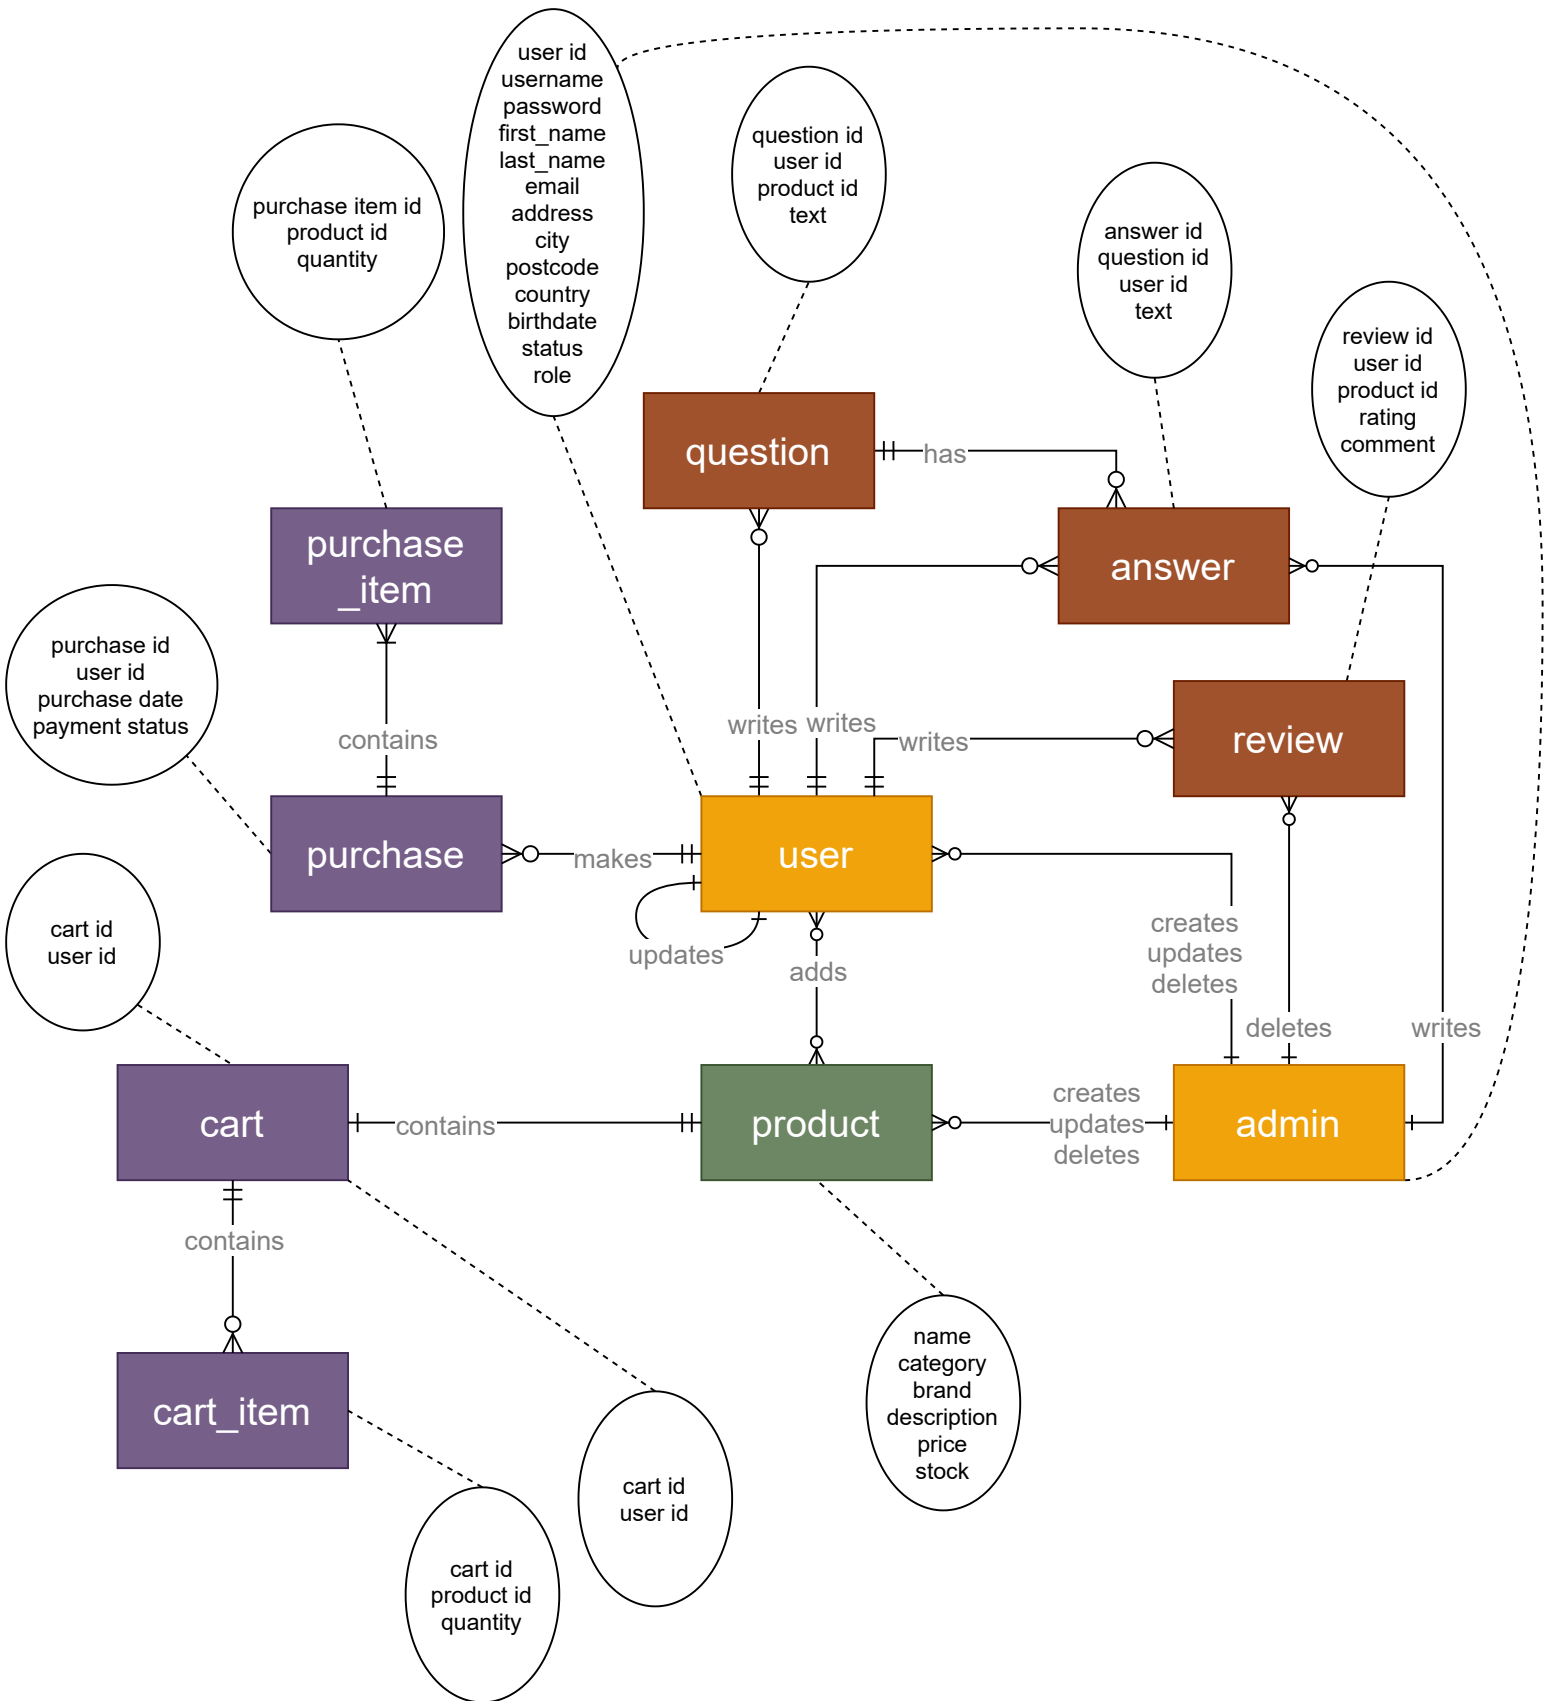 user id
username
password
first_name
last_name
email
address
city
postcode
country
birthdate
status
role
question id
user id
product id
text
purchase item id
product id
quantity
answer id
question id
user id
text
review id
user id
product id
rating
comment
question
has
purchase
_item
answer
purchase id
user id
purchase date
payment status
contains
writes
writes
writes
review
purchase
makes
user
updates
adds
creates
updates
deletes
deletes
writes
cart id
user id
cart
contains
product
creates
updates
deletes
admin
contains
cart_item
name
category
brand
description
price
stock
cart id
user id
cart id
product id
quantity